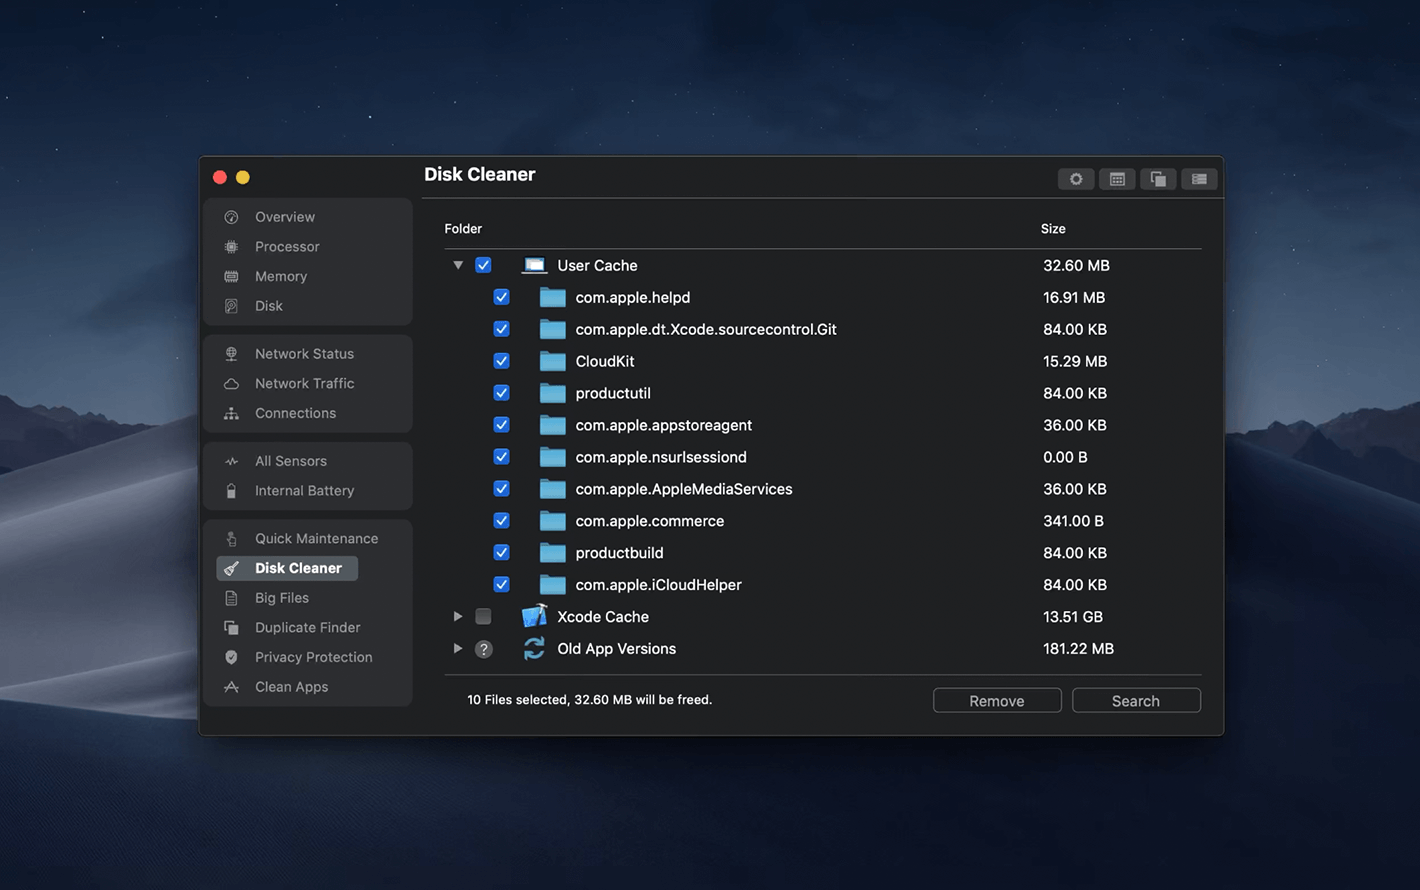 Disk Cleaner
Overview
Processor
Memory
Disk
Network Status
Network Traffic
Connections
All Sensors
Internal Battery
Quick Maintenance
Disk Cleaner
Big Files
Duplicate Finder
Privacy Protection
Clean Apps
Folder Size
User Cache 32.60 MB
com.apple.helpd 16.91 MB
com.apple.dt.Xcode.sourcecontrol.Git 84.00 KB
CloudKit 15.29 MB
productutil 84.00 KB
com.apple.appstoreagent 36.00 KB
com.apple.nsurlsessiond 0.00 B
com.apple.AppleMediaServices 36.00 KB
com.apple.commerce 341.00 B
productbuild 84.00 KB
com.apple.iCloudHelper 84.00 KB
Xcode Cache 13.51 GB
? Old App Versions 181.22 MB
10 Files selected, 32.60 MB will be freed.
Remove Search